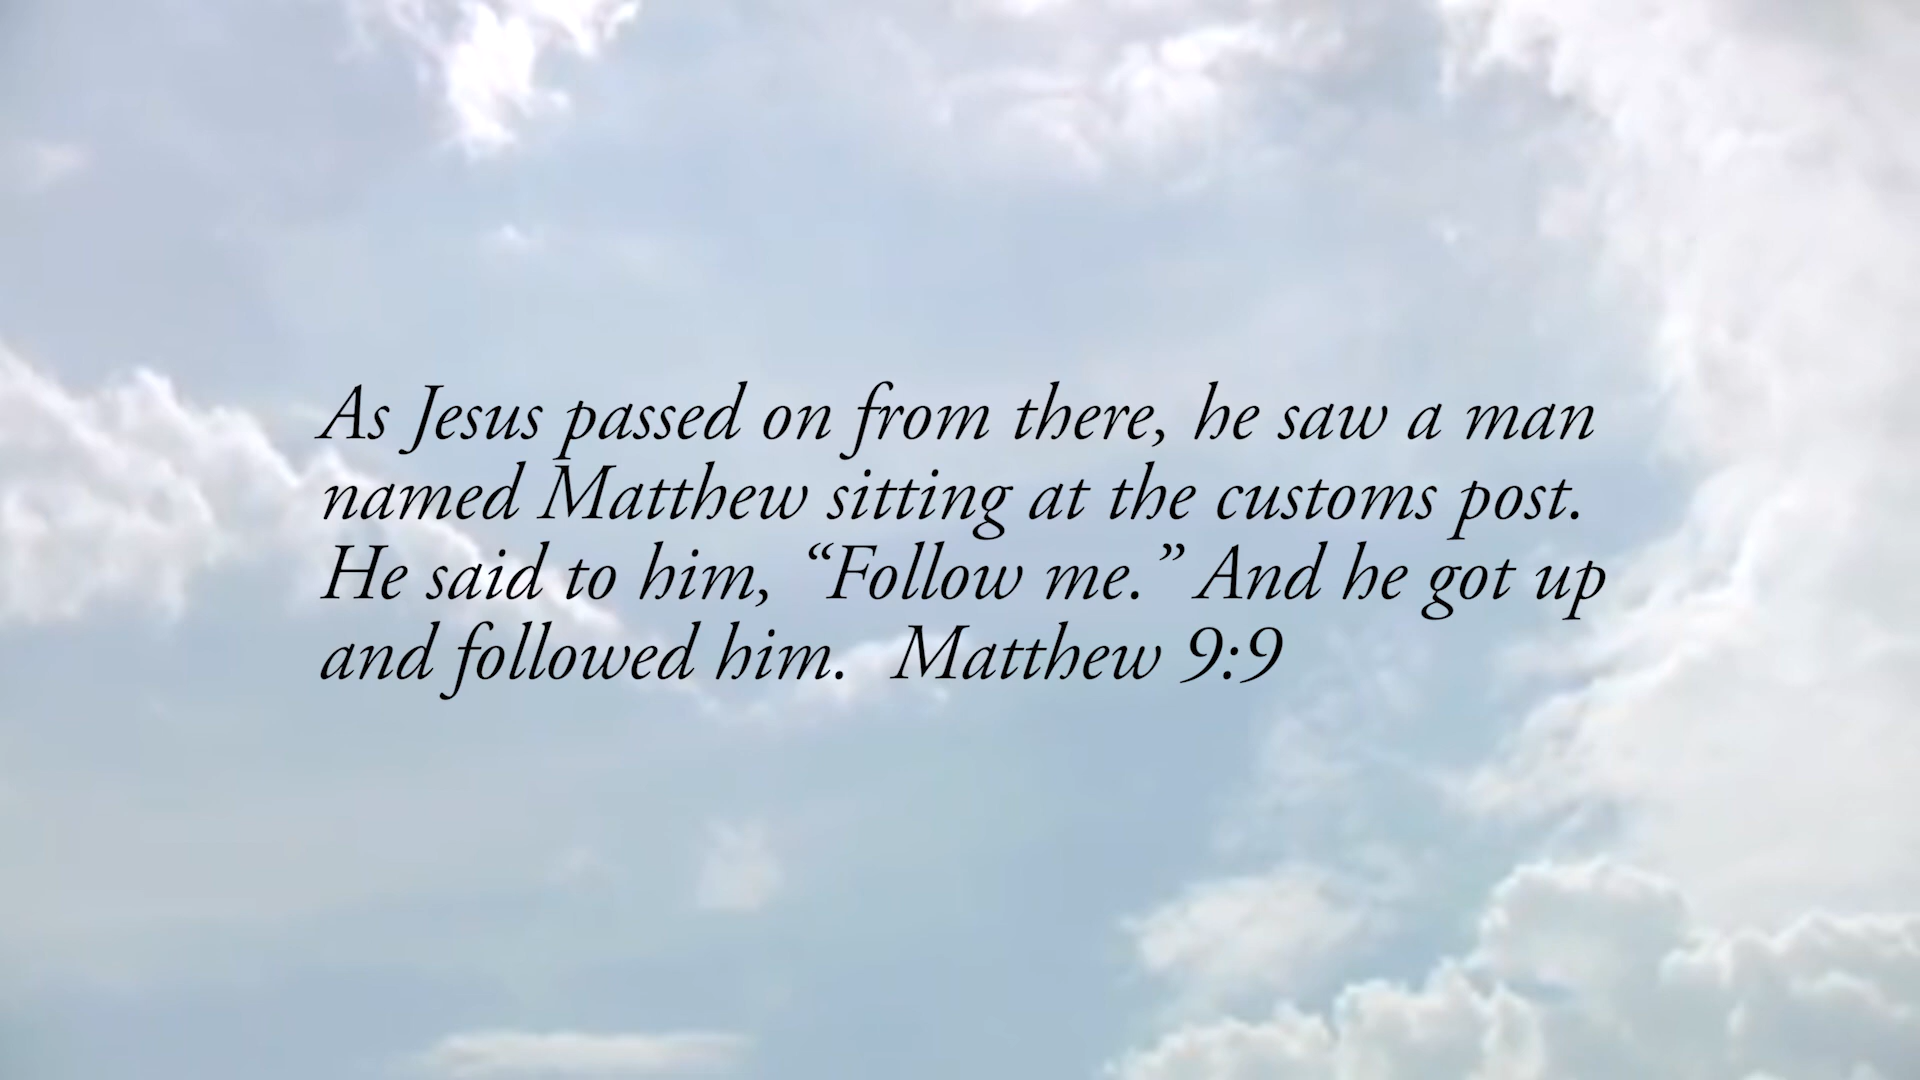 As Jesus passed on from there, he saw a man
named Matthew sitting at the customs post.
He said to him, “Follow me.” And he got up
and followed him.  Matthew 9:9